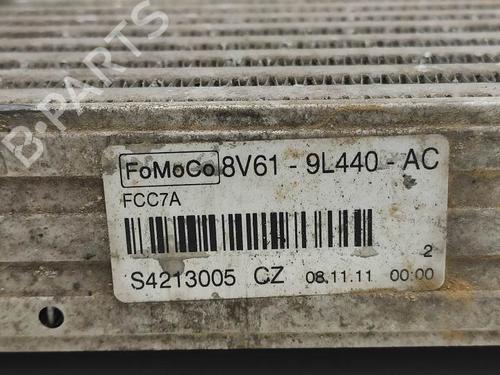 B-PARTS
FoMoCo 8V61 - 9L440 - AC
FCC7A
2
S4213005 CZ 08.11.11 00:00